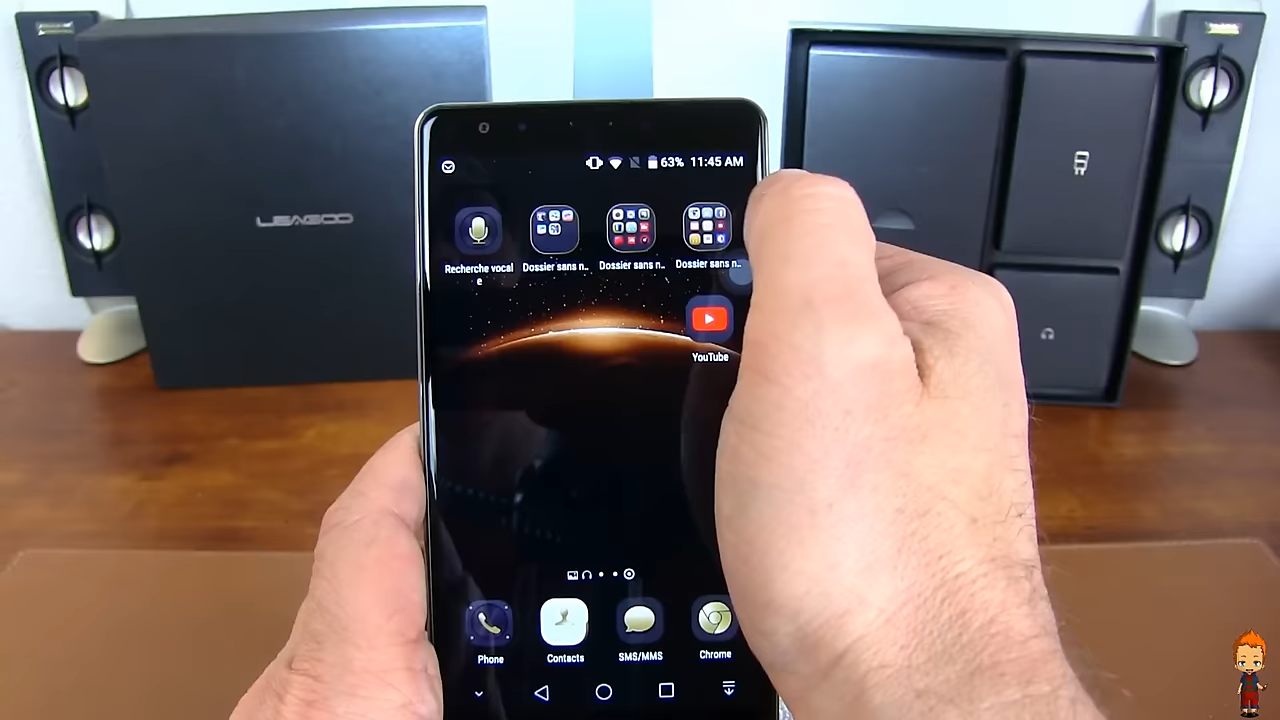 LEAGOO
63% 11:45 AM
Recherche vocal
e
Dossier sans n..
Dossier sans n..
Dossier sans n..
YouTube
Phone
Contacts
SMS/MMS
Chrome